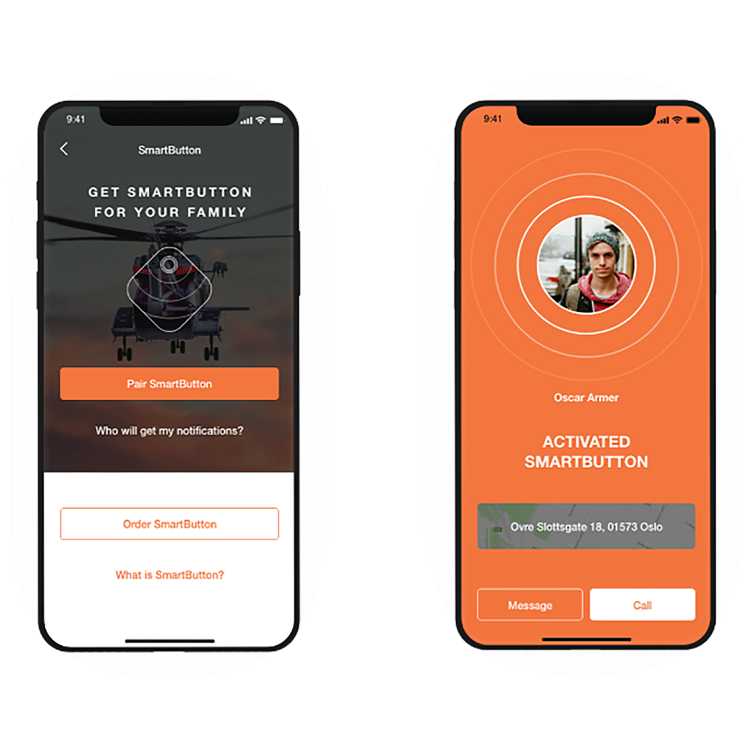 9:41
SmartButton
GET SMARTBUTTON
FOR YOUR FAMILY
Pair SmartButton
Who will get my notifications?
Order SmartButton
What is SmartButton?
9:41
Oscar Armer
ACTIVATED
SMARTBUTTON
Ovre Slottsgate 18, 01573 Oslo
Message
Call